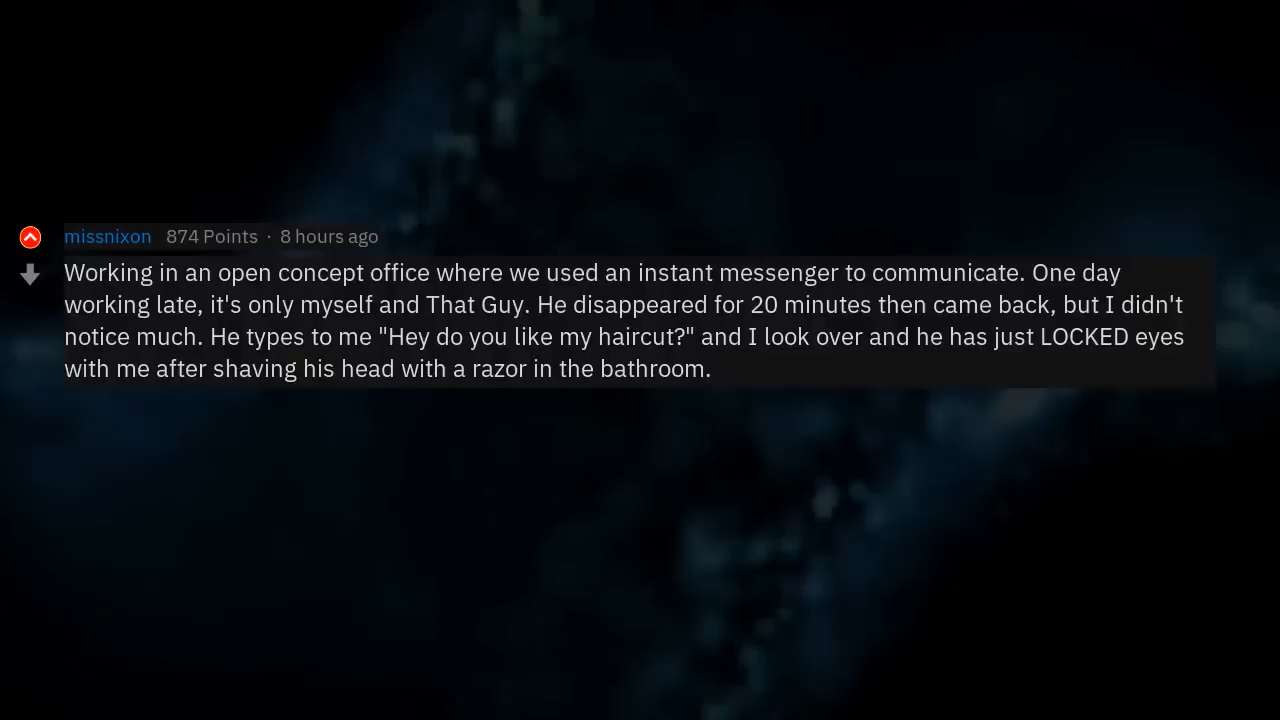 missnixon 874 Points · 8 hours ago
Working in an open concept office where we used an instant messenger to communicate. One day
working late, it's only myself and That Guy. He disappeared for 20 minutes then came back, but I didn't
notice much. He types to me "Hey do you like my haircut?" and I look over and he has just LOCKED eyes
with me after shaving his head with a razor in the bathroom.